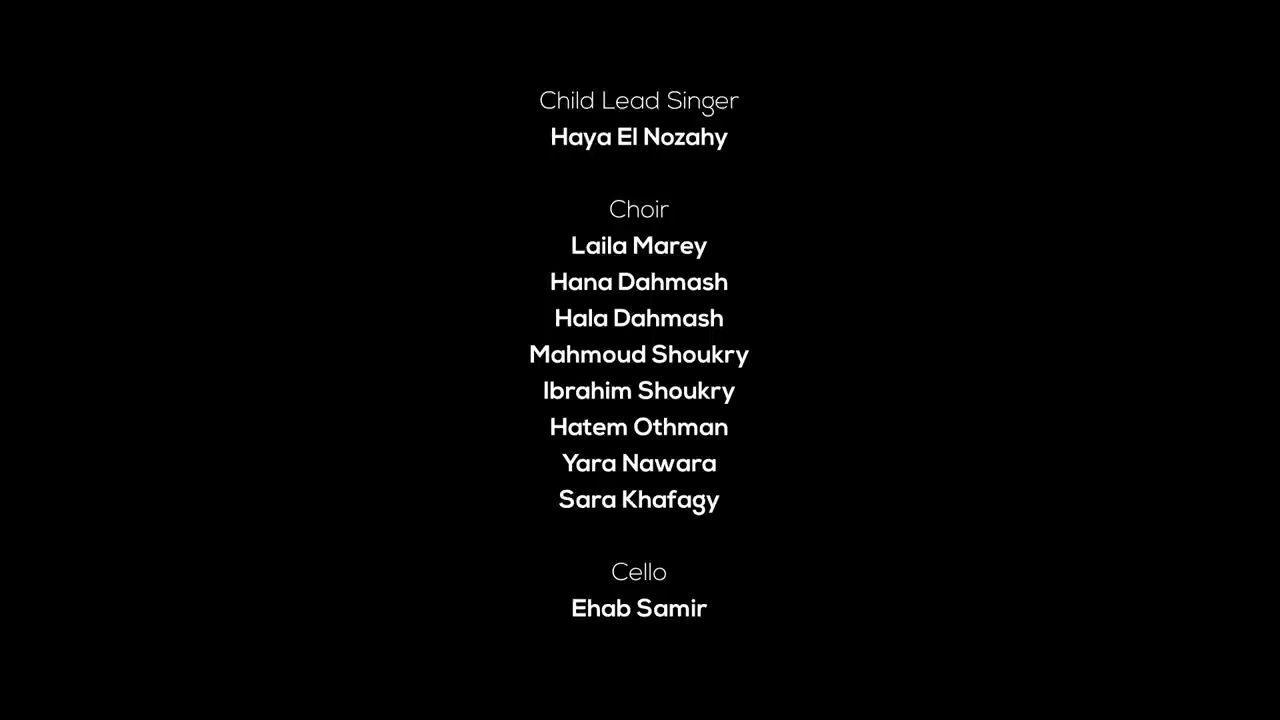 Child Lead Singer
Haya El Nozahy
Choir
Laila Marey
Hana Dahmash
Hala Dahmash
Mahmoud Shoukry
Ibrahim Shoukry
Hatem Othman
Yara Nawara
Sara Khafagy
Cello
Ehab Samir